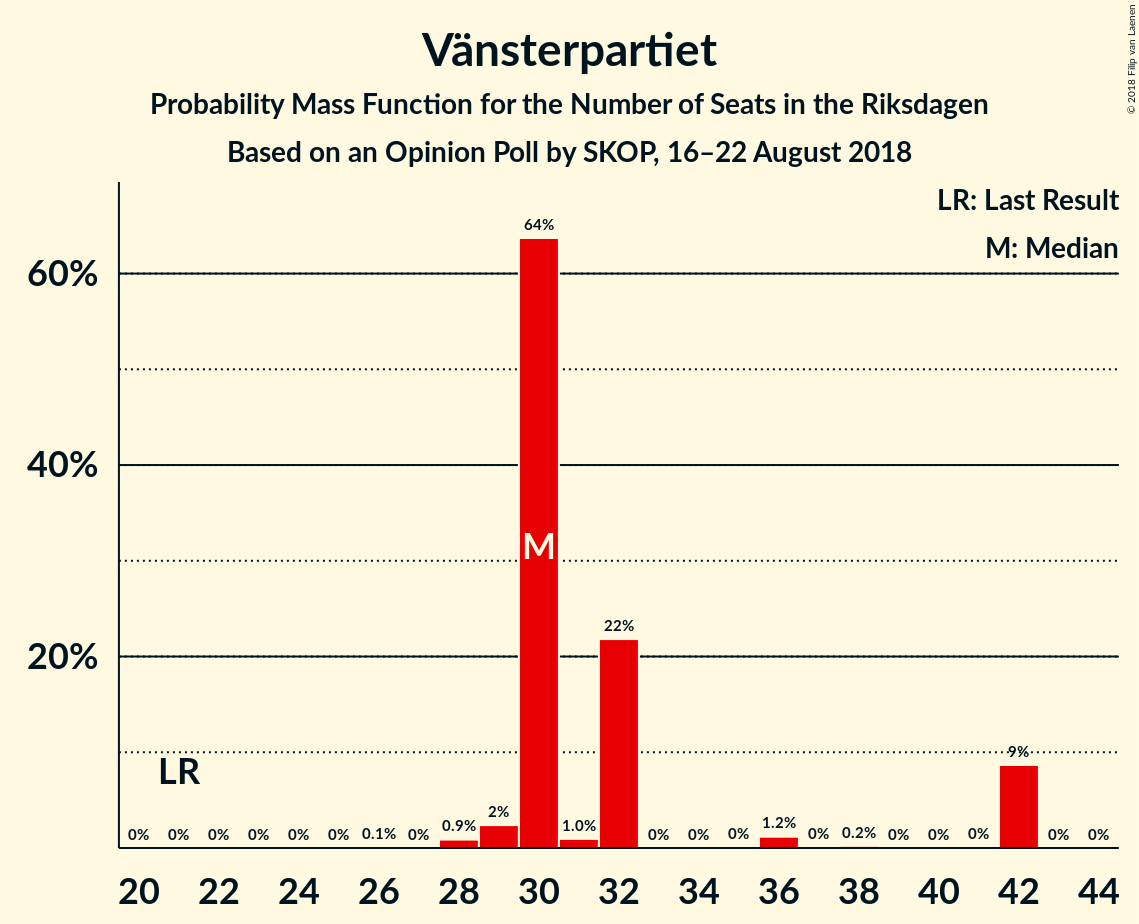 © 2018 Filip van Laenen
Vänsterpartiet
Probability Mass Function for the Number of Seats in the Riksdagen
Based on an Opinion Poll by SKOP, 16–22 August 2018
LR: Last Result
M: Median
60%
40%
20%
LR
M
0% 0% 0% 0% 0% 0% 0.1% 0% 0.9% 2% 64% 1.0% 22% 0% 0% 0% 1.2% 0% 0.2% 0% 0% 0% 9% 0% 0%
20 22 24 26 28 30 32 34 36 38 40 42 44